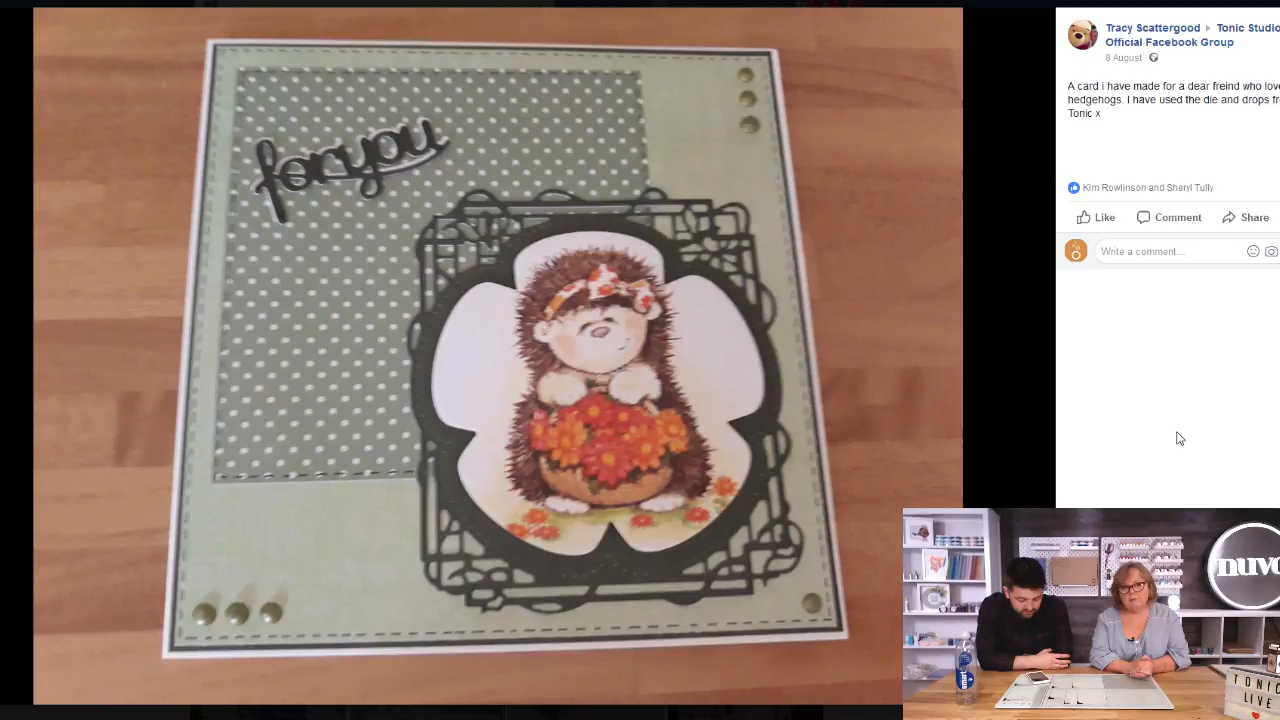 for you
Tracy Scattergood ▸ Tonic Studio
Official Facebook Group
8 August
A card i have made for a dear freind who love
hedgehogs. I have used the die and drops fr
Tonic x
Kim Rowlinson and Sheryl Tully
Like Comment Share
Write a comment...
nuvo
smart
TONIC
LIVE